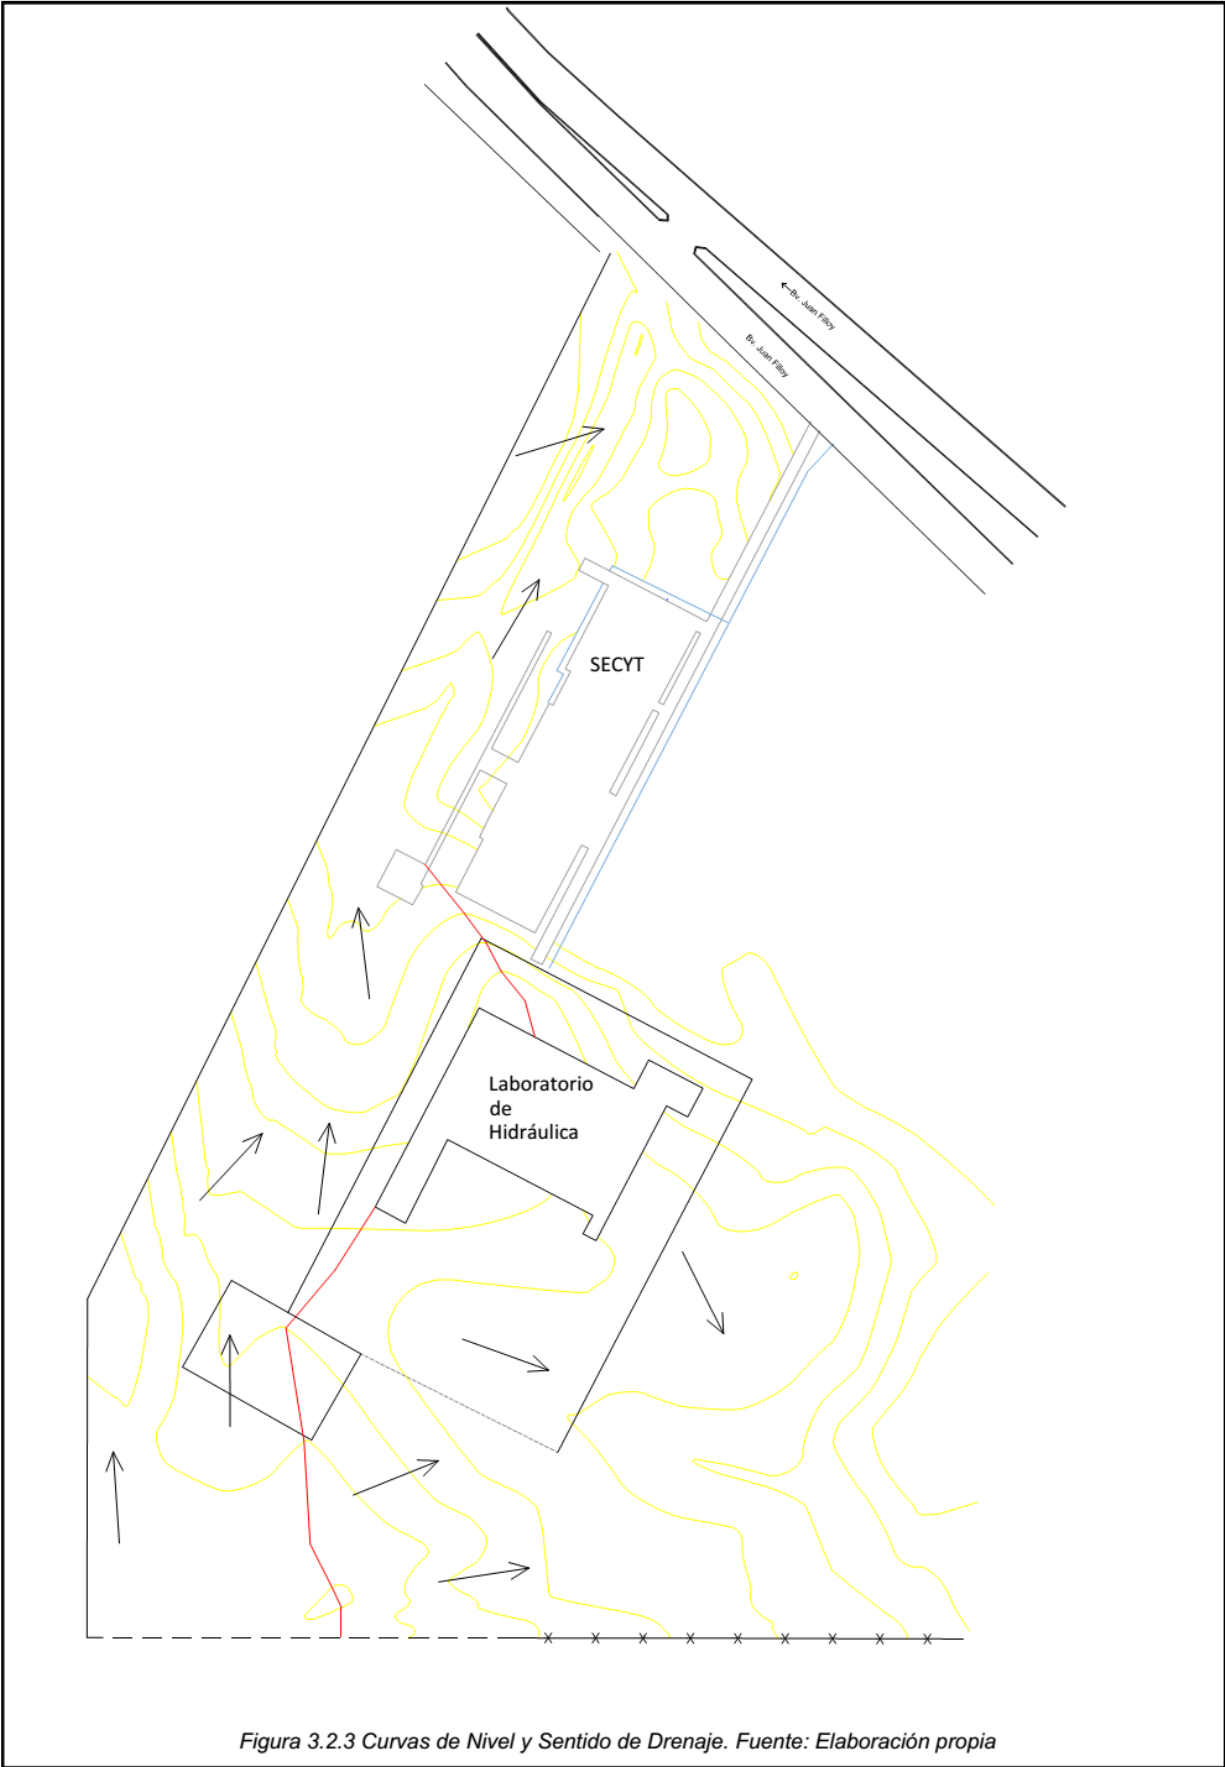 ←Bv. Juan Filloy
Bv. Juan Filloy
SECYT
Laboratorio
de
Hidráulica
Figura 3.2.3 Curvas de Nivel y Sentido de Drenaje. Fuente: Elaboración propia